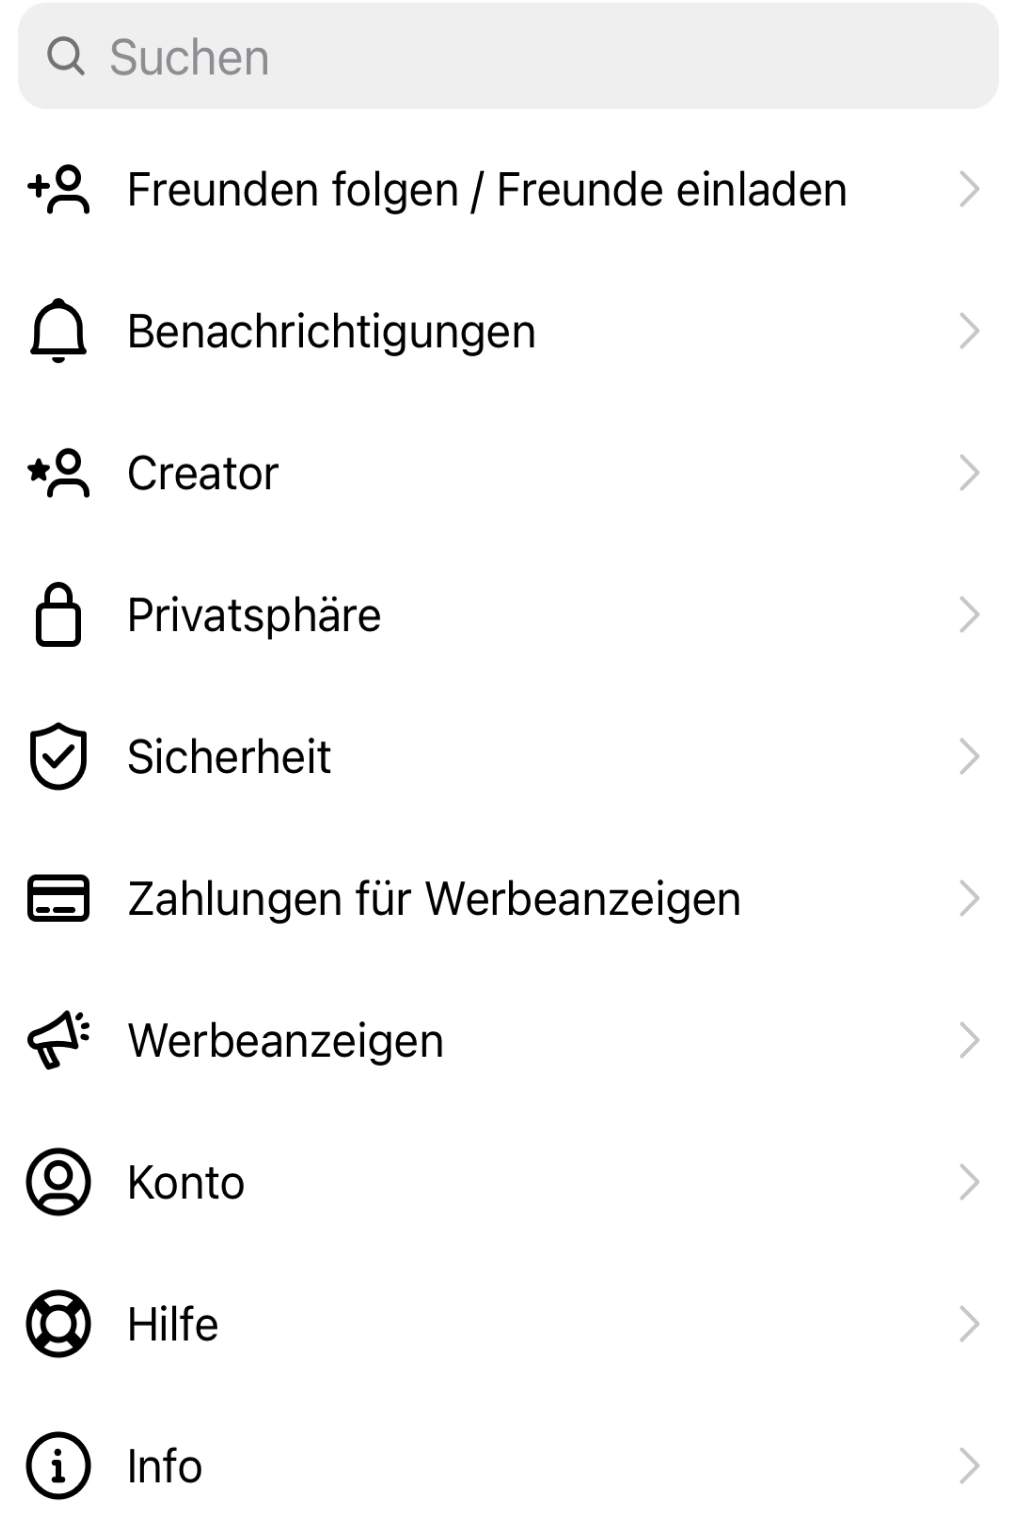 Suchen
Freunden folgen / Freunde einladen
Benachrichtigungen
Creator
Privatsphäre
Sicherheit
Zahlungen für Werbeanzeigen
Werbeanzeigen
Konto
Hilfe
Info